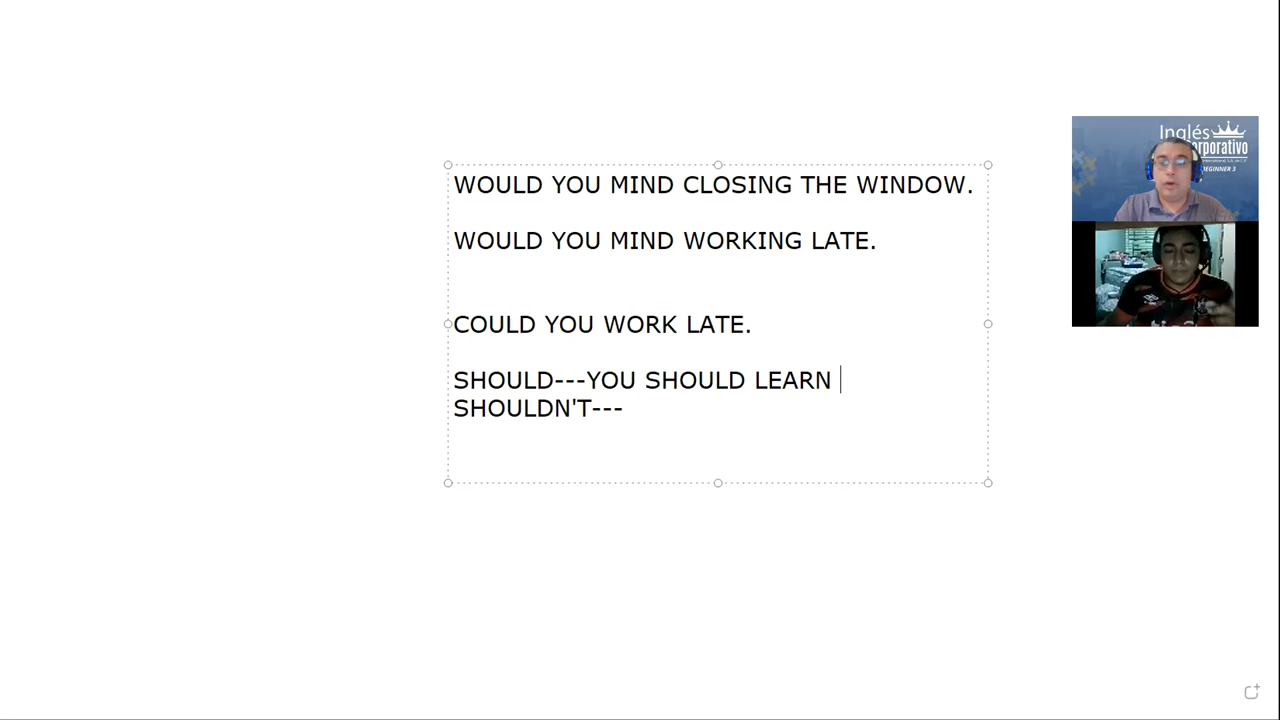 Inglés
orporativo
BEGINNER 3
WOULD YOU MIND CLOSING THE WINDOW.
WOULD YOU MIND WORKING LATE.
COULD YOU WORK LATE.
SHOULD---YOU SHOULD LEARN
SHOULDN'T---